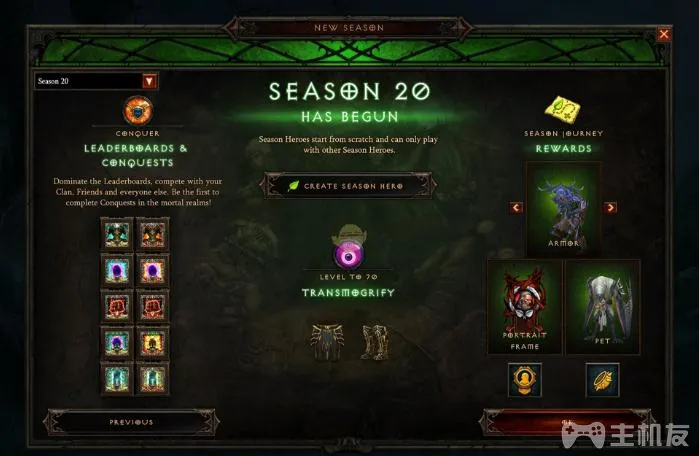 NEW SEASON
Season 20
CONQUER
LEADERBOARDS &
CONQUESTS
Dominate the Leaderboards, compete with your
Clan, Friends and everyone else. Be the first to
complete Conquests in the mortal realms!
PREVIOUS
SEASON 20
HAS BEGUN
Season Heroes start from scratch and can only play
with other Season Heroes.
CREATE SEASON HERO
LEVEL TO 70
TRANSMOGRIFY
SEASON JOURNEY
REWARDS
ARMOR
PORTRAIT
FRAME
PET
主机友